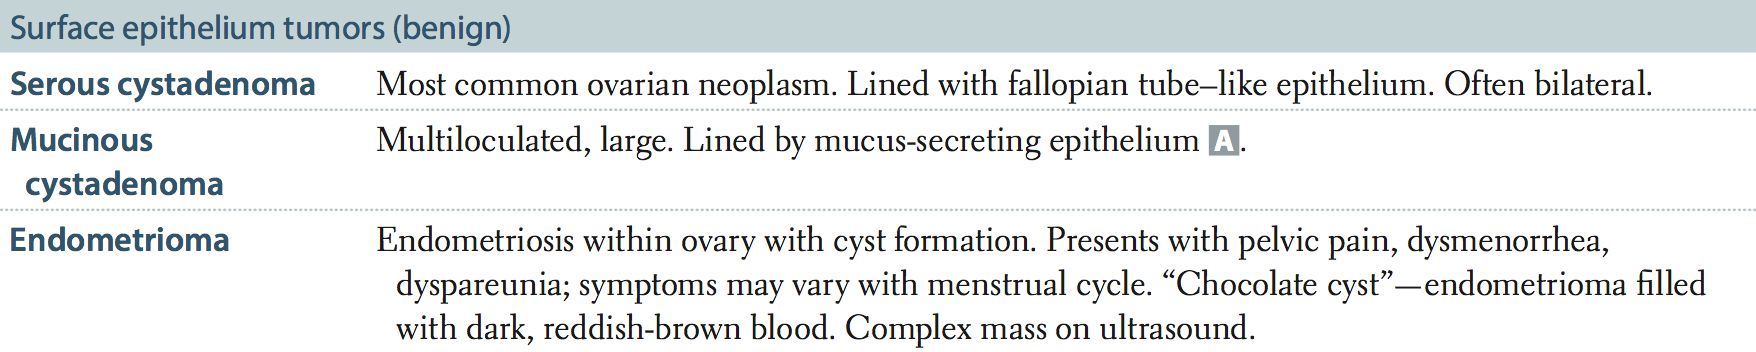 Surface epithelium tumors (benign)
Serous cystadenoma Most common ovarian neoplasm. Lined with fallopian tube–like epithelium. Often bilateral.
Mucinous Multiloculated, large. Lined by mucus-secreting epithelium A.
cystadenoma
Endometrioma Endometriosis within ovary with cyst formation. Presents with pelvic pain, dysmenorrhea,
dyspareunia; symptoms may vary with menstrual cycle. “Chocolate cyst”—endometrioma filled
with dark, reddish-brown blood. Complex mass on ultrasound.